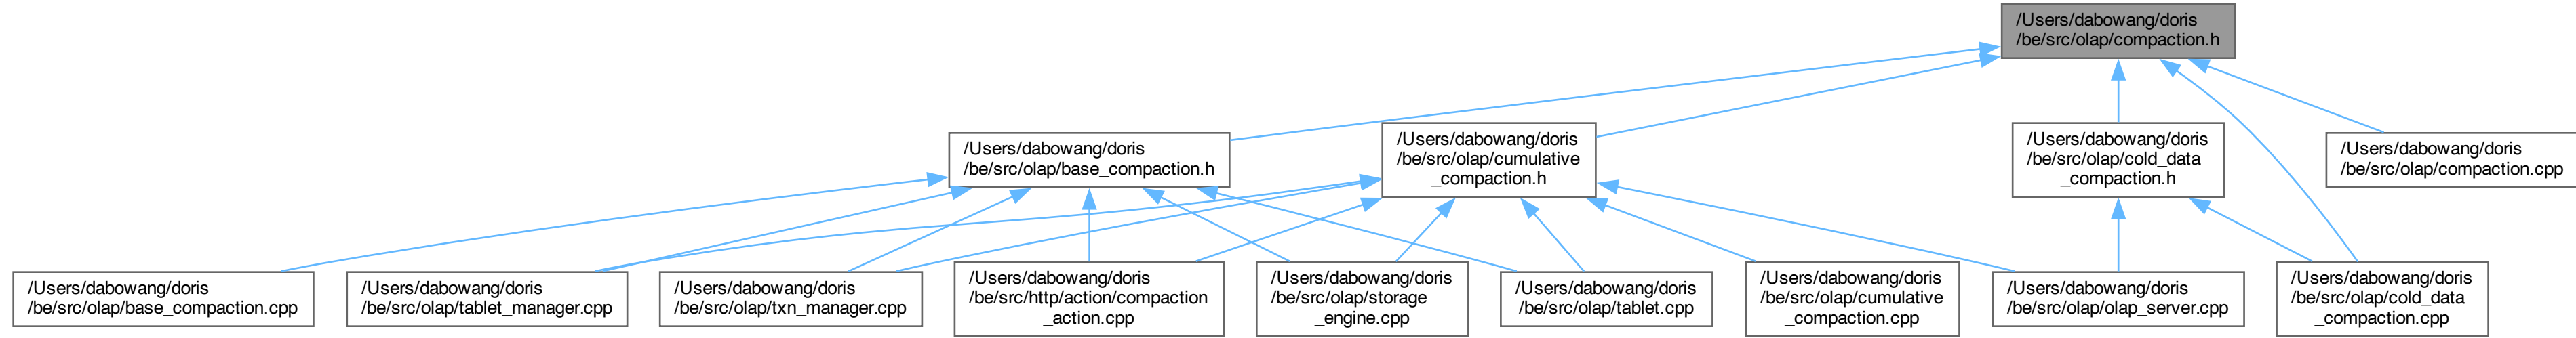 /Users/dabowang/doris
/be/src/olap/compaction.h
/Users/dabowang/doris
/be/src/olap/base_compaction.h
/Users/dabowang/doris
/be/src/olap/cumulative
_compaction.h
/Users/dabowang/doris
/be/src/olap/cold_data
_compaction.h
/Users/dabowang/doris
/be/src/olap/compaction.cpp
/Users/dabowang/doris
/be/src/olap/base_compaction.cpp
/Users/dabowang/doris
/be/src/olap/tablet_manager.cpp
/Users/dabowang/doris
/be/src/olap/txn_manager.cpp
/Users/dabowang/doris
/be/src/http/action/compaction
_action.cpp
/Users/dabowang/doris
/be/src/olap/storage
_engine.cpp
/Users/dabowang/doris
/be/src/olap/tablet.cpp
/Users/dabowang/doris
/be/src/olap/cumulative
_compaction.cpp
/Users/dabowang/doris
/be/src/olap/olap_server.cpp
/Users/dabowang/doris
/be/src/olap/cold_data
_compaction.cpp